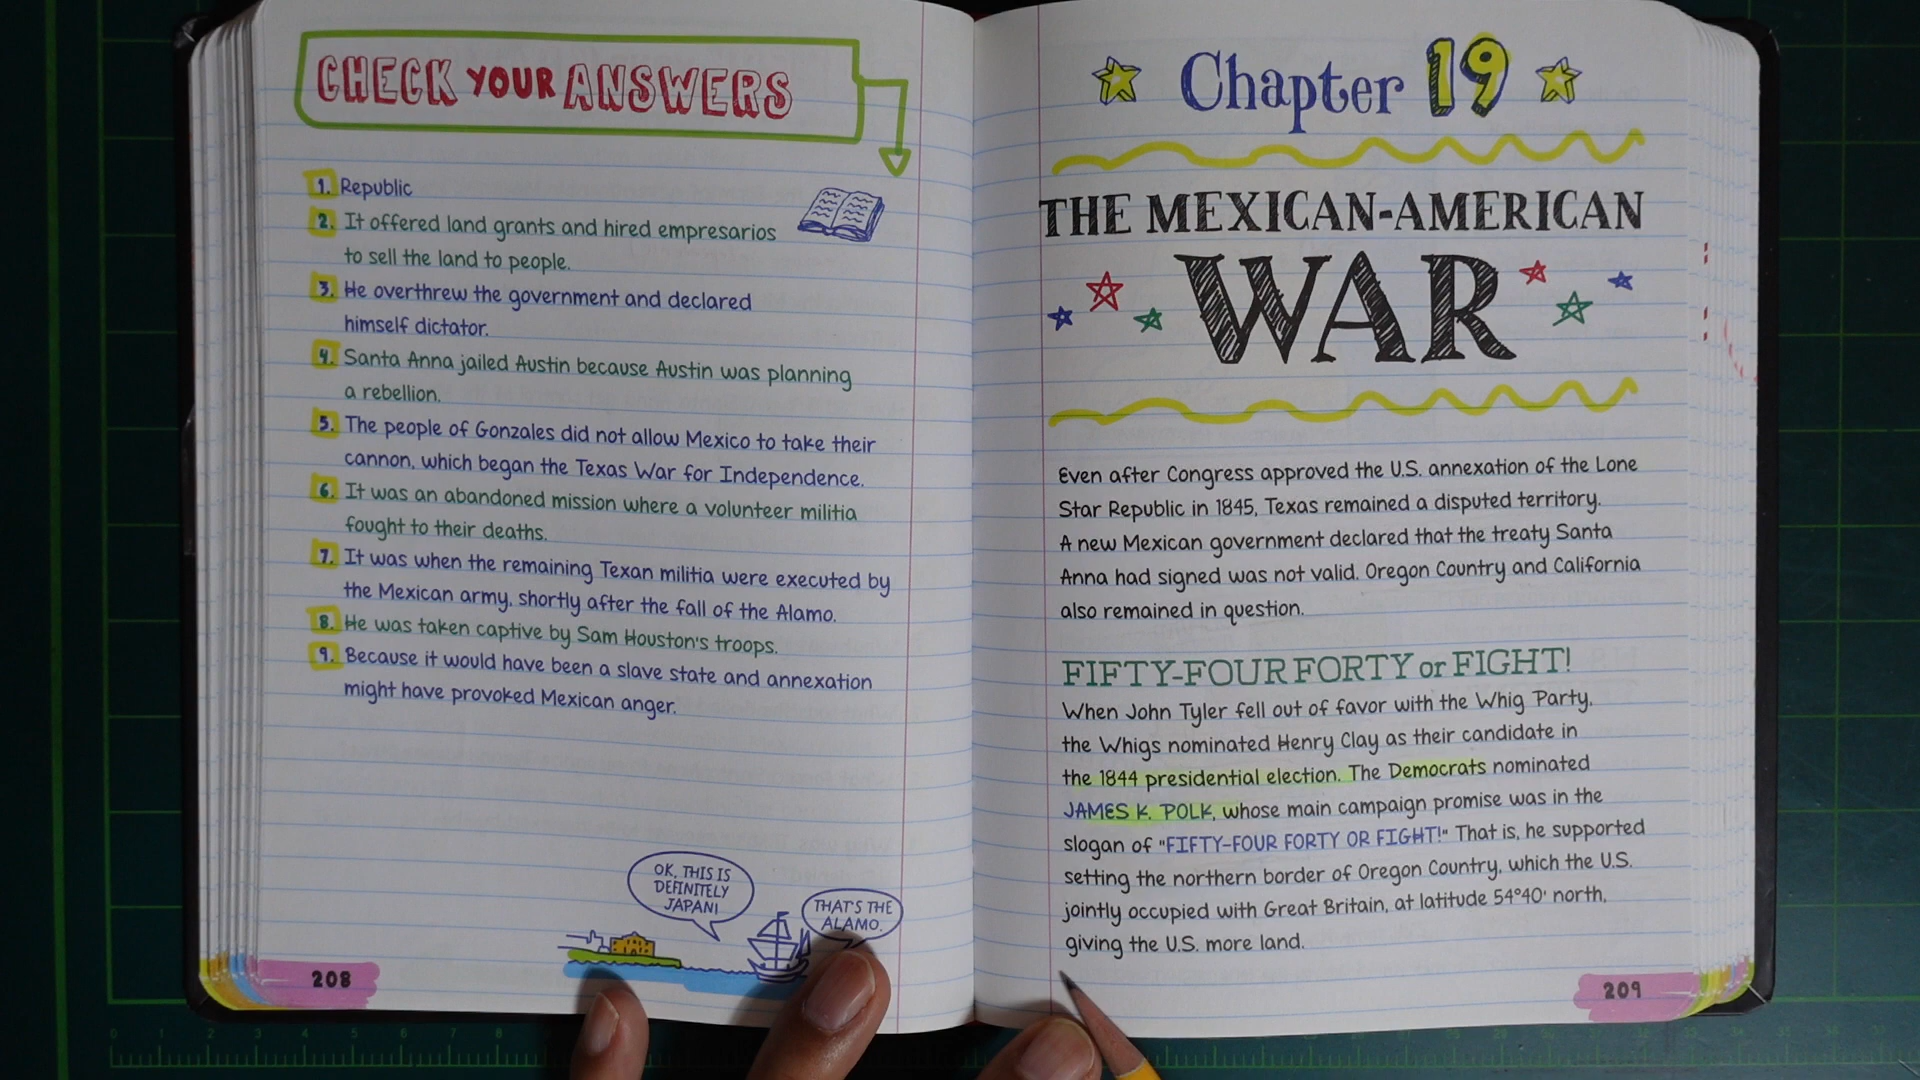 CHECK YOUR ANSWERS
1. Republic
2. It offered land grants and hired empresarios
to sell the land to people.
3. He overthrew the government and declared
himself dictator.
4. Santa Anna jailed Austin because Austin was planning
a rebellion.
5. The people of Gonzales did not allow Mexico to take their
cannon, which began the Texas War for Independence.
6. It was an abandoned mission where a volunteer militia
fought to their deaths.
7. It was when the remaining Texan militia were executed by
the Mexican army, shortly after the fall of the Alamo.
8. He was taken captive by Sam Houston's troops.
9. Because it would have been a slave state and annexation
might have provoked Mexican anger.
OK, THIS IS
DEFINITELY
JAPAN!
THAT'S THE
ALAMO.
208
Chapter 19
THE MEXICAN-AMERICAN
WAR
Even after Congress approved the U.S. annexation of the Lone
Star Republic in 1845, Texas remained a disputed territory.
A new Mexican government declared that the treaty Santa
Anna had signed was not valid. Oregon Country and California
also remained in question.
FIFTY-FOUR FORTY or FIGHT!
When John Tyler fell out of favor with the Whig Party,
the Whigs nominated Henry Clay as their candidate in
the 1844 presidential election. The Democrats nominated
JAMES K. POLK, whose main campaign promise was in the
slogan of "FIFTY-FOUR FORTY OR FIGHT!" That is, he supported
setting the northern border of Oregon Country, which the U.S.
jointly occupied with Great Britain, at latitude 54°40' north,
giving the U.S. more land.
209
0 1 2 3 4 5 6 7 8